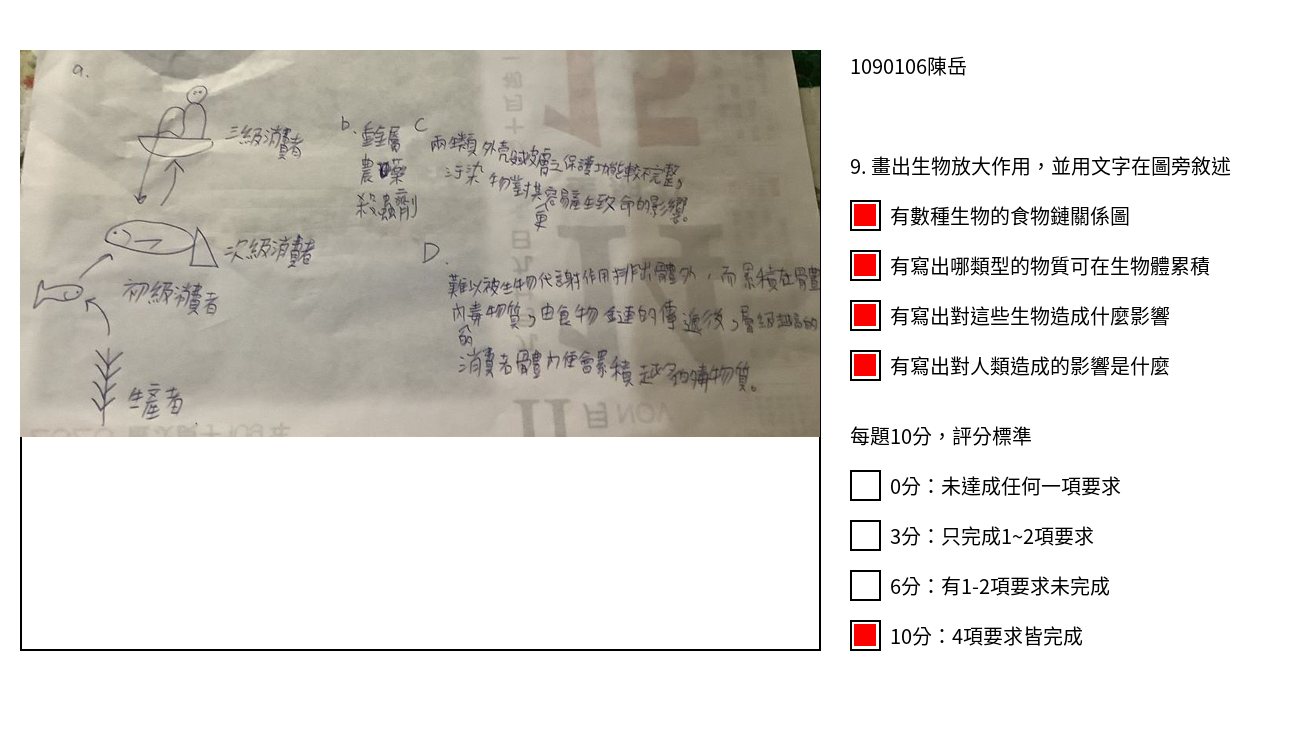 a.
三級消費者
次級消費者
初級消費者
生產者
b. 重金屬
農藥
殺蟲劑
C
兩類外殼或皮膚之保護功能較不完整,
污染物對其更容易產生致命的影響。
D.
難以被生物代謝作用排出體外,而累積在骨體
內毒物質,由食物鏈的傳遞後,層級越高的
的
消費者體內便會累積起多的毒物質。
NOV 月 11
1090106陳岳
9. 畫出生物放大作用,並用文字在圖旁敘述
有數種生物的食物鏈關係圖
有寫出哪類型的物質可在生物體累積
有寫出對這些生物造成什麼影響
有寫出對人類造成的影響是什麼
每題10分,評分標準
0分:未達成任何一項要求
3分:只完成1~2項要求
6分:有1-2項要求未完成
10分:4項要求皆完成